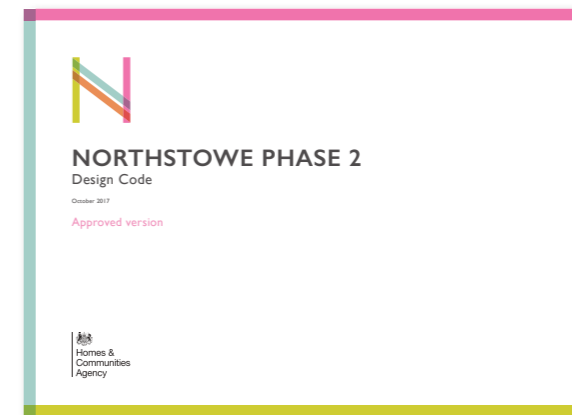 NORTHSTOWE PHASE 2
Design Code
October 2017
Approved version
Homes &
Communities
Agency